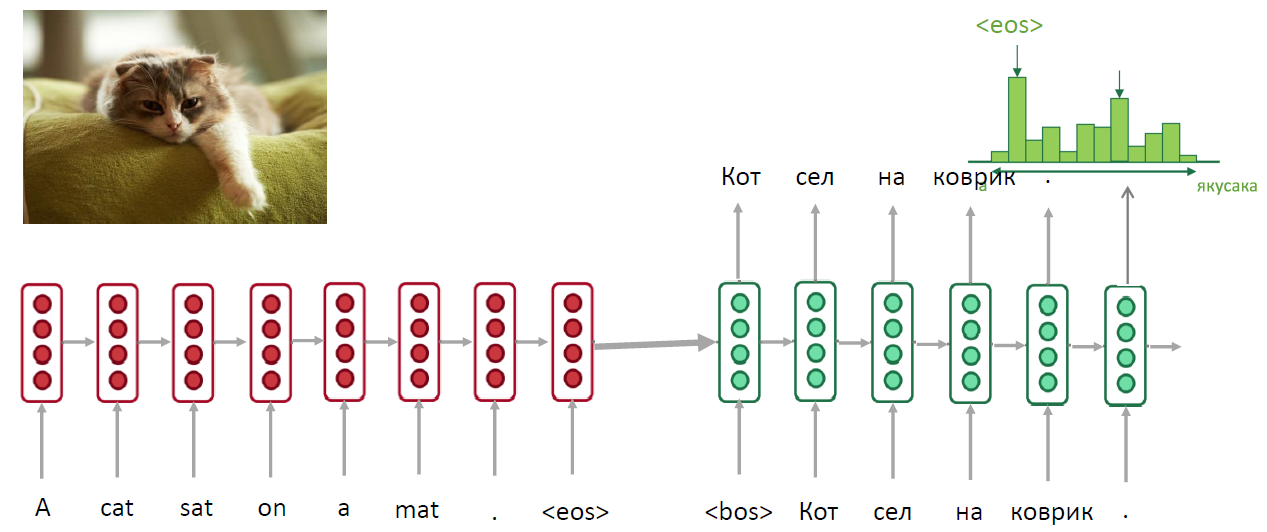 <eos>
Кот сел на коврик .
а якусака
A cat sat on a mat . <eos>
<bos> Кот сел на коврик .